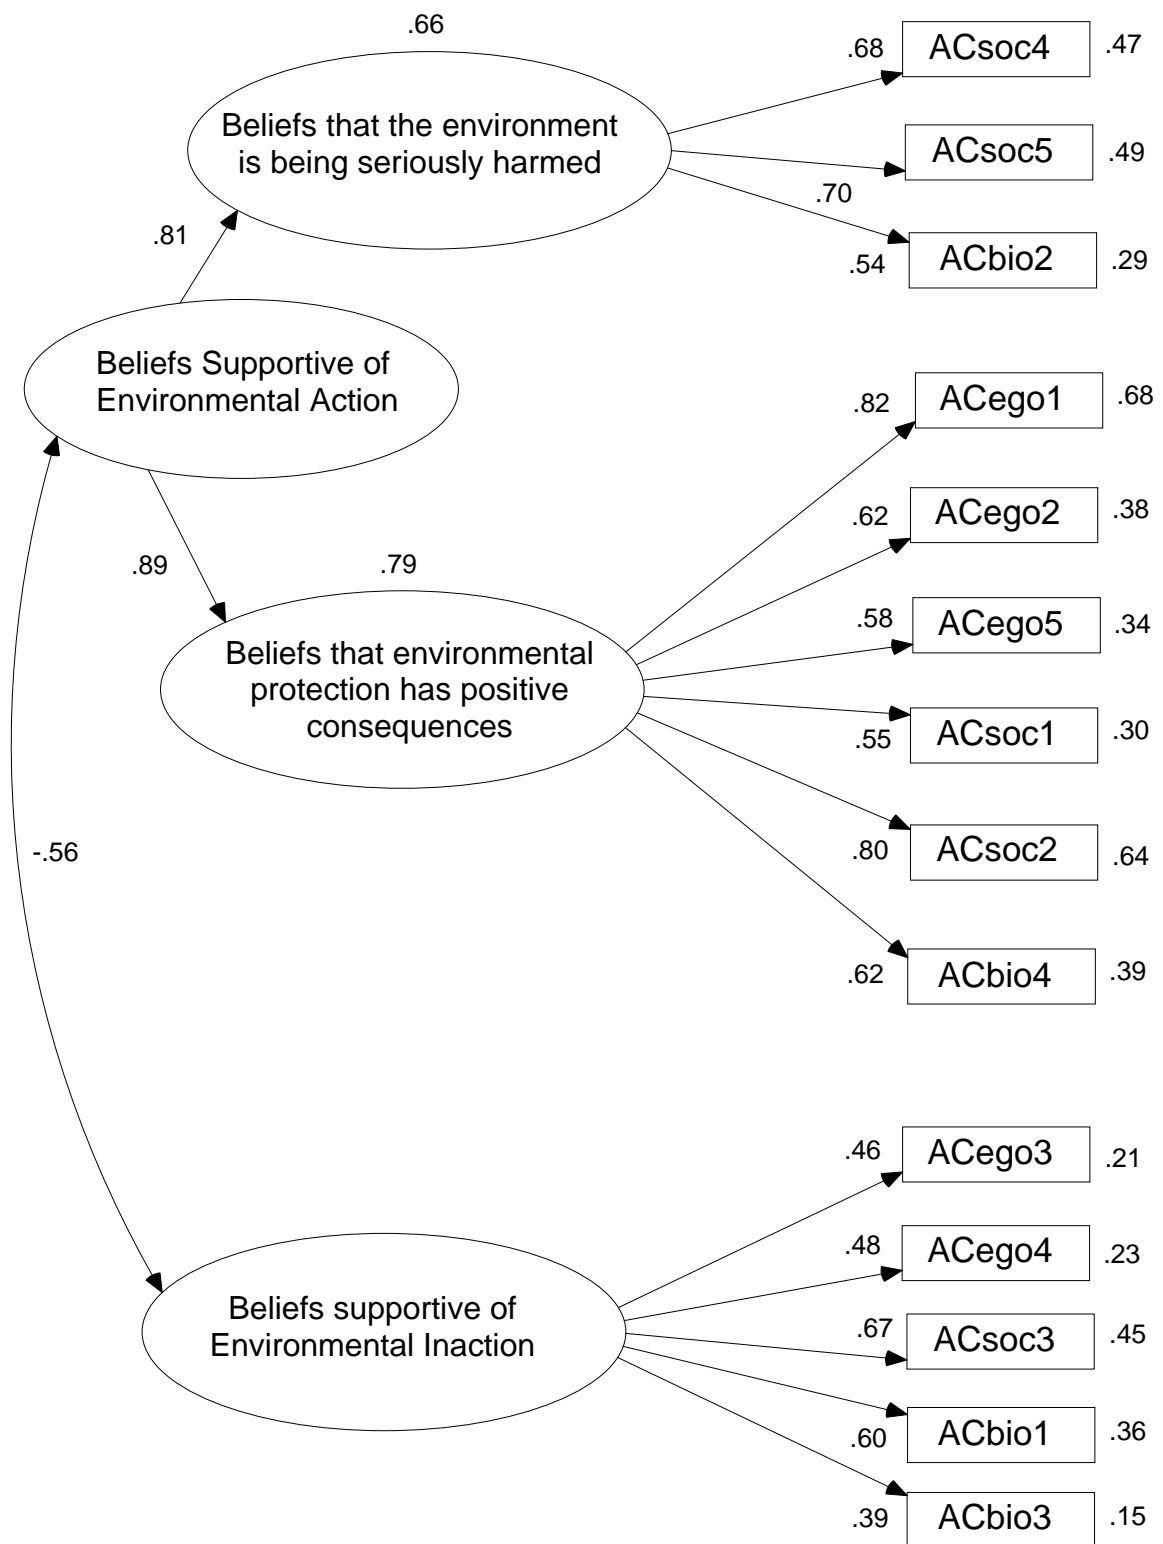 .66
.68
ACsoc4
.47
Beliefs that the environment
is being seriously harmed
ACsoc5
.49
.70
.81
.54
ACbio2
.29
Beliefs Supportive of
Environmental Action
.82
ACego1
.68
.62
ACego2
.38
.89
.79
.58
ACego5
.34
Beliefs that environmental
protection has positive
consequences
.55
ACsoc1
.30
-.56
.80
ACsoc2
.64
.62
ACbio4
.39
.46
ACego3
.21
.48
ACego4
.23
Beliefs supportive of
Environmental Inaction
.67
ACsoc3
.45
.60
ACbio1
.36
.39
ACbio3
.15